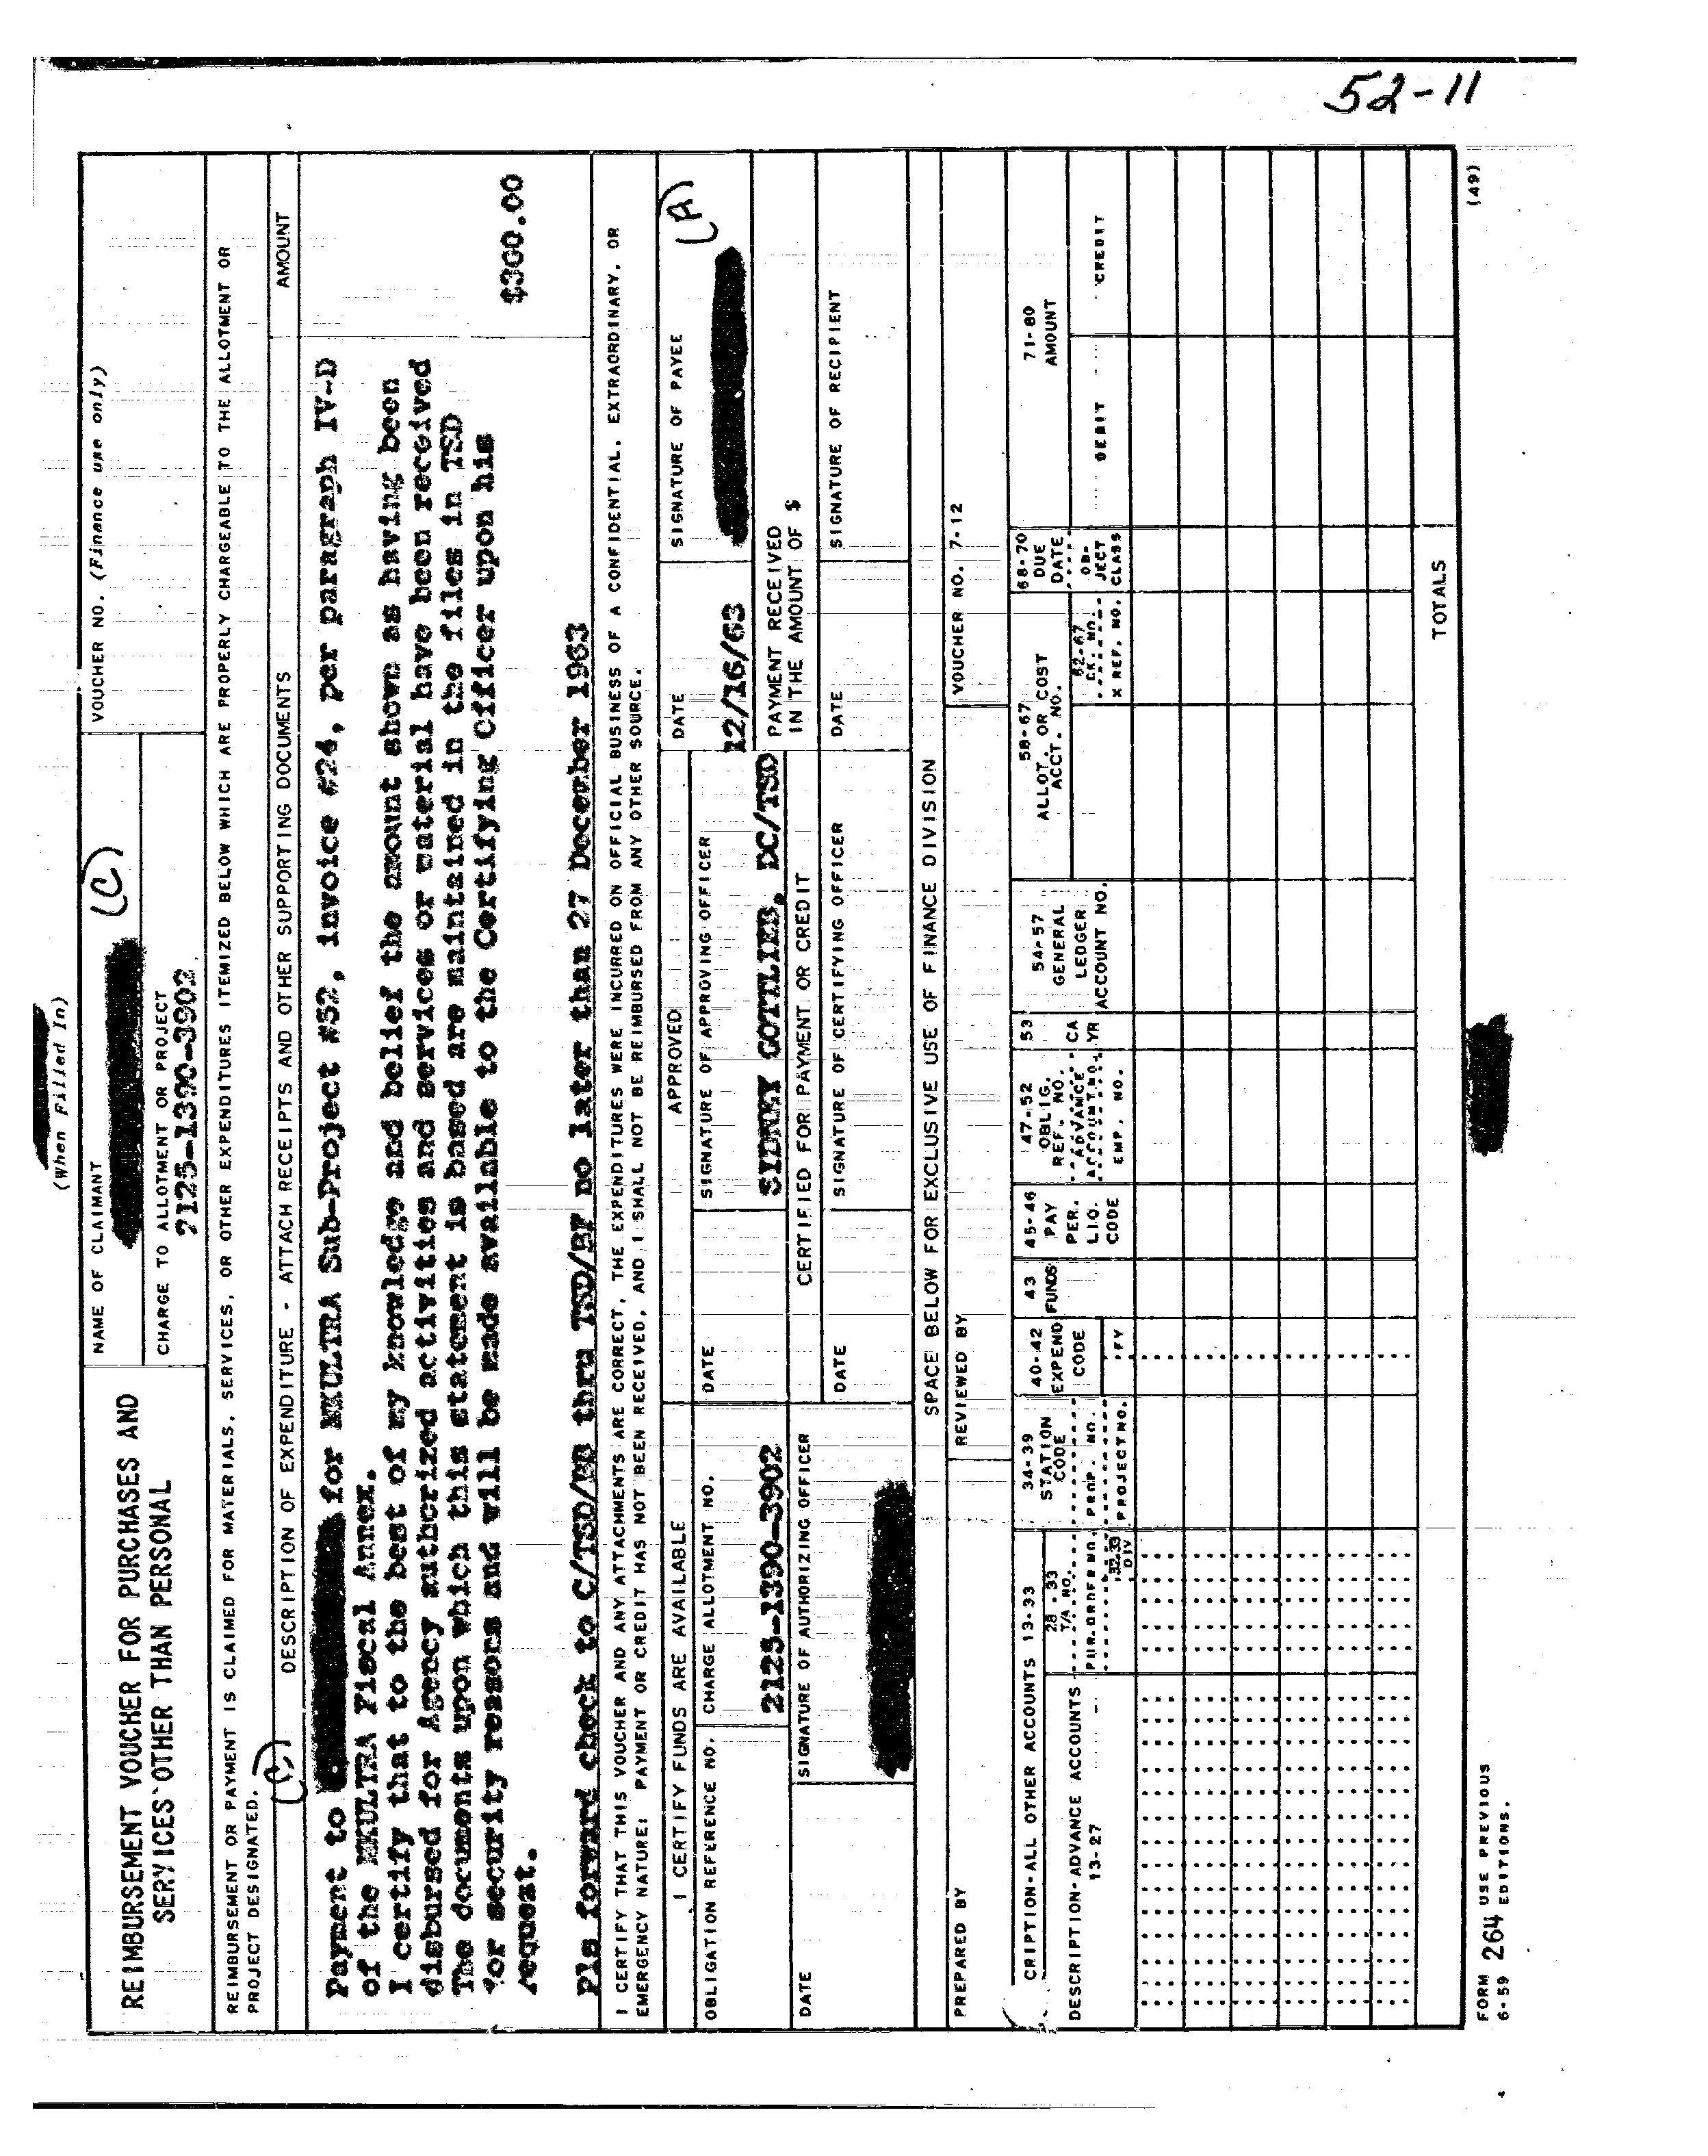 52-11
(When Filled In)
REIMBURSEMENT VOUCHER FOR PURCHASES AND
SERVICES OTHER THAN PERSONAL
NAME OF CLAIMANT
(C)
VOUCHER NO. (Finance use only)
CHARGE TO ALLOTMENT OR PROJECT
2125-1390-3902
REIMBURSEMENT OR PAYMENT IS CLAIMED FOR MATERIALS, SERVICES, OR OTHER EXPENDITURES ITEMIZED BELOW WHICH ARE PROPERLY CHARGEABLE TO THE ALLOTMENT OR
PROJECT DESIGNATED.
(C)
DESCRIPTION OF EXPENDITURE - ATTACH RECEIPTS AND OTHER SUPPORTING DOCUMENTS
AMOUNT
Payment to for MKULTRA Sub-Project #52, invoice #24, per paragraph IV-D
of the MKULTRA Fiscal Annex.
I certify that to the best of my knowledge and belief the amount shown as having been
disbursed for Agency authorized activities and services or material have been received
The documents upon which this statement is based are maintained in the files in TSD
for security reasons and will be made available to the Certifying Officer upon his
request.
$300.00
Pls forward check to C/TSD/BB thru TSD/BF no later than 27 December 1963
I CERTIFY THAT THIS VOUCHER AND ANY ATTACHMENTS ARE CORRECT, THE EXPENDITURES WERE INCURRED ON OFFICIAL BUSINESS OF A CONFIDENTIAL, EXTRAORDINARY, OR
EMERGENCY NATURE; PAYMENT OR CREDIT HAS NOT BEEN RECEIVED, AND I SHALL NOT BE REIMBURSED FROM ANY OTHER SOURCE.
I CERTIFY FUNDS ARE AVAILABLE
APPROVED
DATE
12/16/63
SIGNATURE OF PAYEE
(A)
OBLIGATION REFERENCE NO.
CHARGE ALLOTMENT NO.
2125-1390-3902
DATE
SIGNATURE OF APPROVING OFFICER
SIDNEY GOTTLIEB, DC/TSD
PAYMENT RECEIVED
IN THE AMOUNT OF $
DATE
SIGNATURE OF AUTHORIZING OFFICER
CERTIFIED FOR PAYMENT OR CREDIT
DATE
SIGNATURE OF CERTIFYING OFFICER
DATE
SIGNATURE OF RECIPIENT
SPACE BELOW FOR EXCLUSIVE USE OF FINANCE DIVISION
PREPARED BY
REVIEWED BY
VOUCHER NO. 7-12
CRIPTION-ALL OTHER ACCOUNTS 13-33
DESCRIPTION-ADVANCE ACCOUNTS
13-27
28-33
T/A NO.
PUR.ORDER NO.
32-33
DIV
34-39
STATION
CODE
PROP. NO.
PROJECT NO.
40-42
EXPEND
CODE
FY
43
FUNDS
45-46
PAY
PER.
LIQ.
CODE
47-52
OBLIG.
REF. NO.
ADVANCE
ACCOUNT NO.
EMP. NO.
53
CA
YR
54-57
GENERAL
LEDGER
ACCOUNT NO.
58-67
ALLOT. OR COST
ACCT. NO.
62-67
CK. NO.
X REF. NO.
68-70
DUE
DATE
OB-
JECT
CLASS
71-80
AMOUNT
DEBIT
CREDIT
TOTALS
FORM 264 USE PREVIOUS
6-59 EDITIONS.
(49)